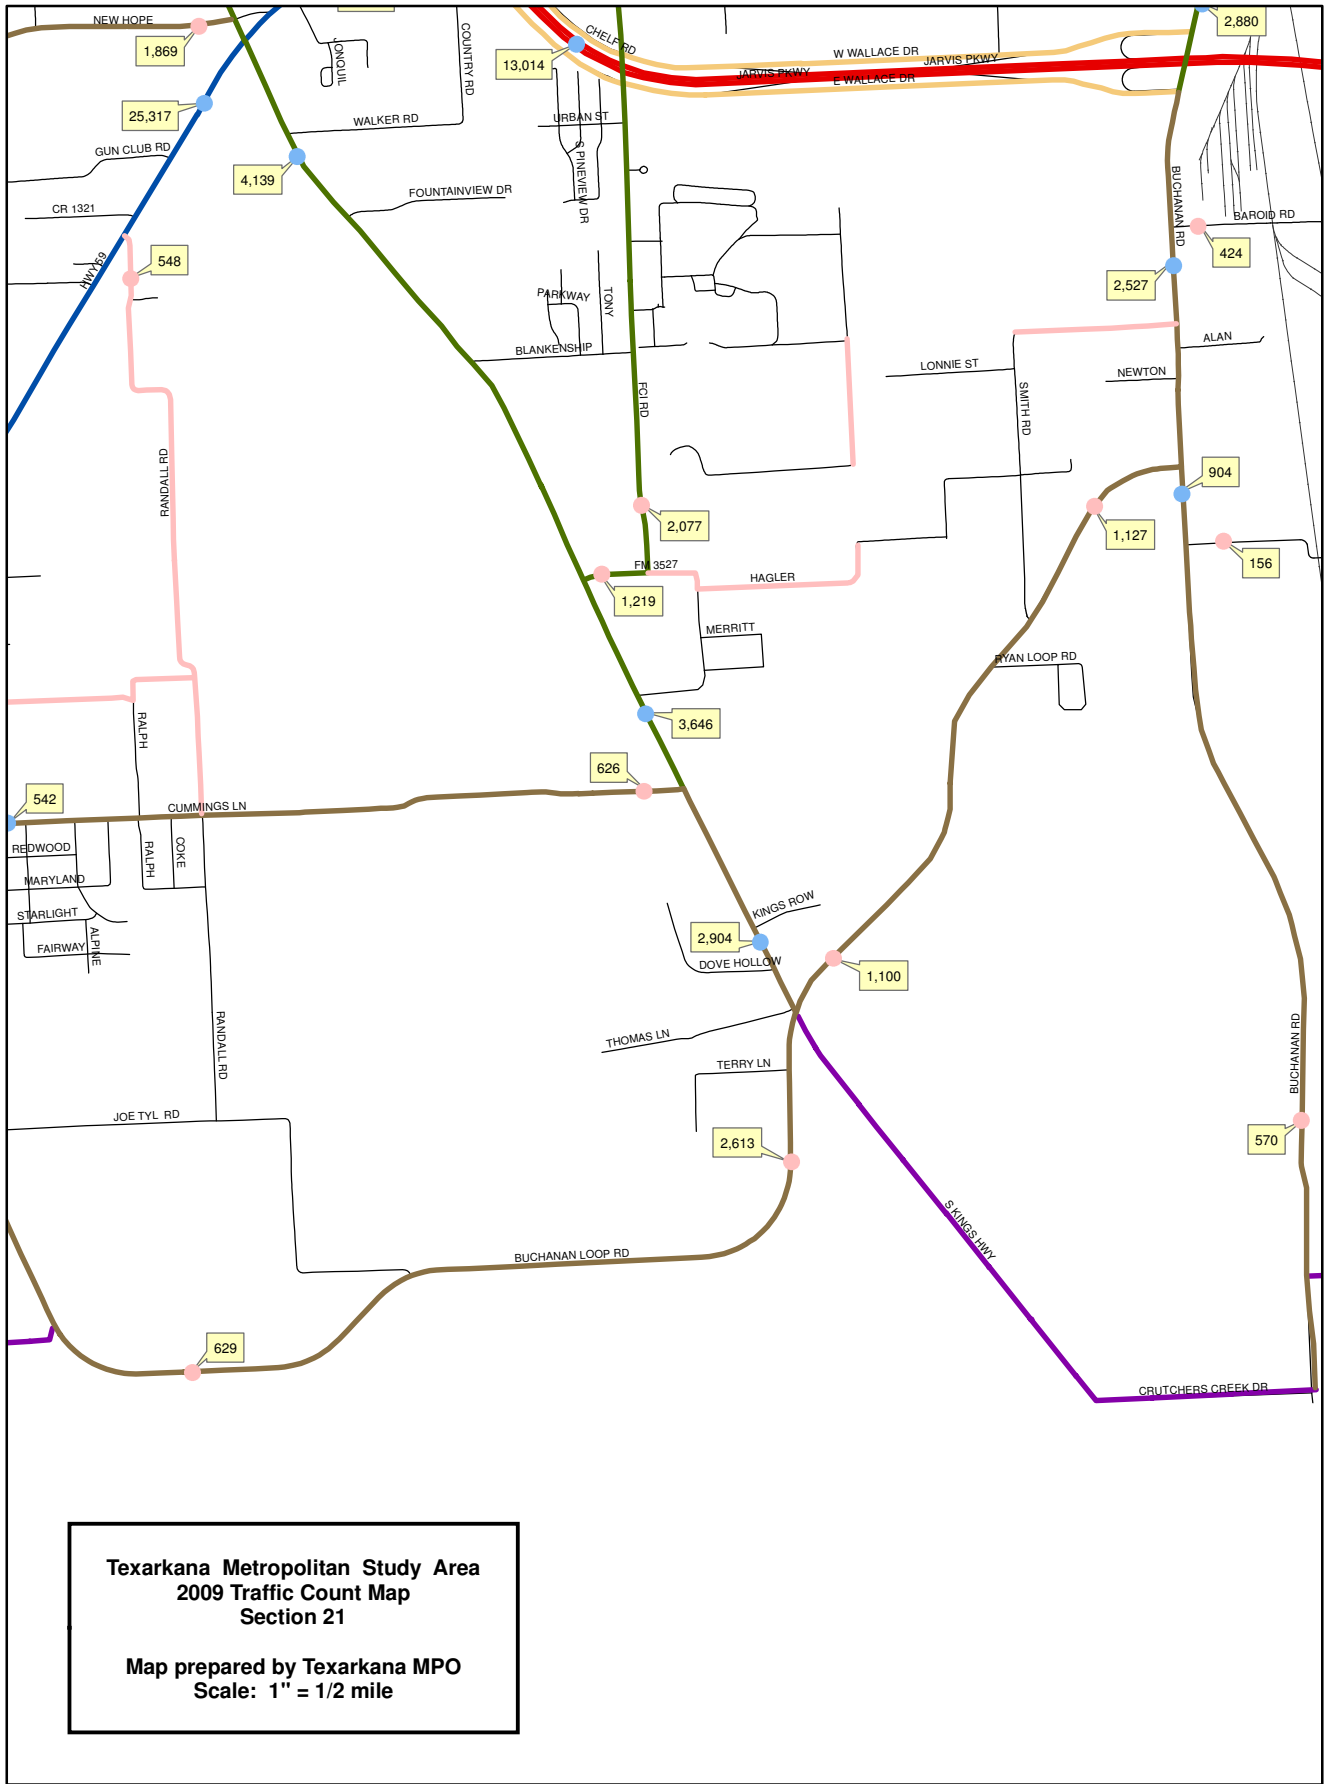 NEW HOPE
1,869
JONQUIL
COUNTRY RD
CHELF RD
13,014
W WALLACE DR
JARVIS PKWY
JARVIS PKWY
E WALLACE DR
2,880
25,317
WALKER RD
URBAN ST
GUN CLUB RD
4,139
FOUNTAINVIEW DR
S PINEVIEW DR
BUCHANAN RD
CR 1321
BAROID RD
424
548
HWY 59
2,527
PARKWAY
TONY
BLANKENSHIP
ALAN
LONNIE ST
NEWTON
FCI RD
SMITH RD
RANDALL RD
904
2,077
1,127
156
FM 3527
HAGLER
1,219
MERRITT
RYAN LOOP RD
RALPH
3,646
626
542
CUMMINGS LN
REDWOOD
RALPH
COKE
MARYLAND
STARLIGHT
FAIRWAY
ALPINE
KINGS ROW
2,904
DOVE HOLLOW
1,100
RANDALL RD
THOMAS LN
BUCHANAN RD
TERRY LN
JOE TYL RD
2,613
570
S KINGS HWY
BUCHANAN LOOP RD
629
CRUTCHERS CREEK DR
Texarkana Metropolitan Study Area
2009 Traffic Count Map
Section 21
Map prepared by Texarkana MPO
Scale: 1" = 1/2 mile